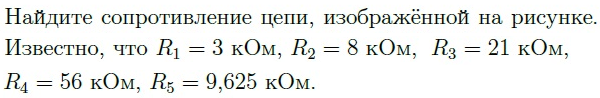 Найдите сопротивление цепи, изображённой на рисунке.
Известно, что R₁ = 3 кОм, R₂ = 8 кОм, R₃ = 21 кОм,
R₄ = 56 кОм, R₅ = 9,625 кОм.